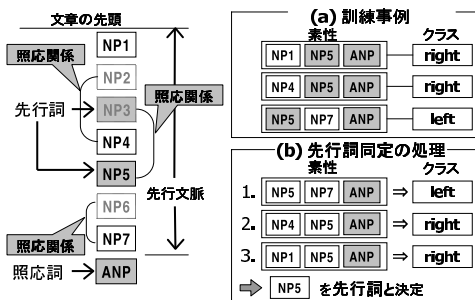 文章の先頭
NP1
照応関係
NP2
照応関係
先行詞
NP3
NP4
NP5
先行文脈
NP6
照応関係
NP7
照応詞
ANP
(a) 訓練事例
素性 クラス
NP1 NP5 ANP right
NP4 NP5 ANP right
NP5 NP7 ANP left
(b) 先行詞同定の処理
素性 クラス
1. NP5 NP7 ANP ⇒ left
2. NP4 NP5 ANP ⇒ right
3. NP1 NP5 ANP ⇒ right
NP5 を先行詞と決定